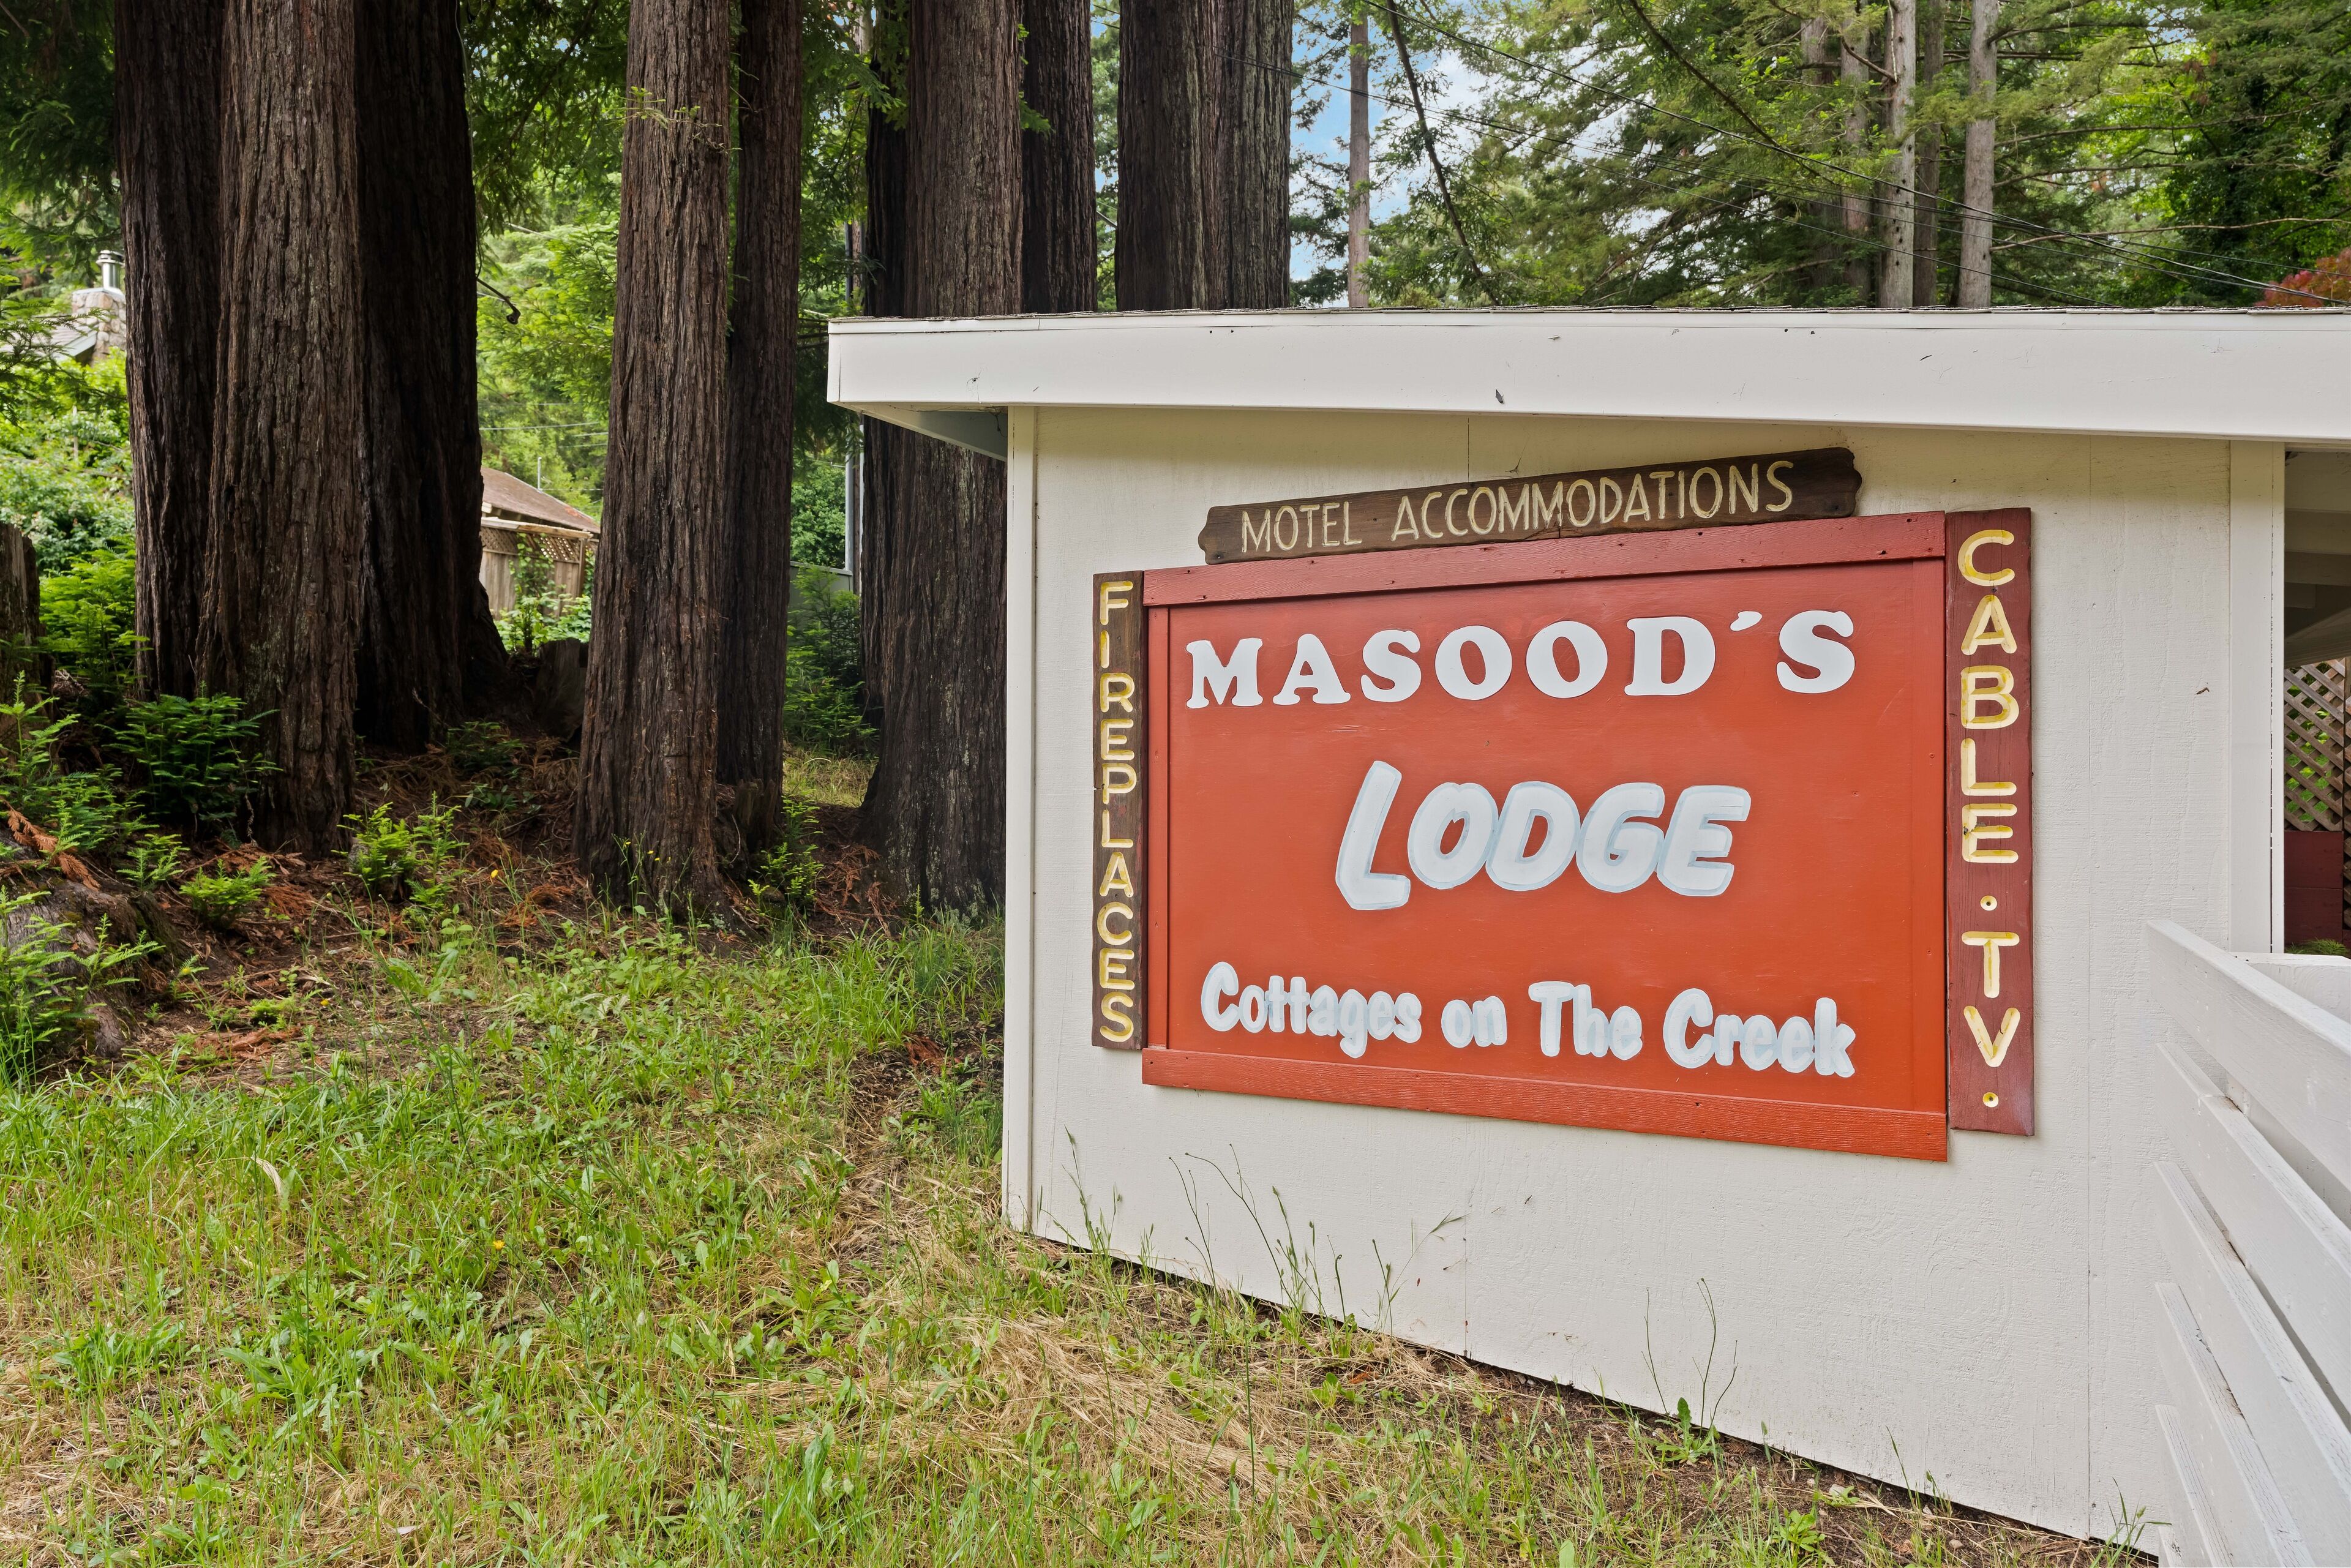 MOTEL ACCOMMODATIONS
FIREPLACES
MASOOD'S
LODGE
Cottages on The Creek
CABLE·TV·